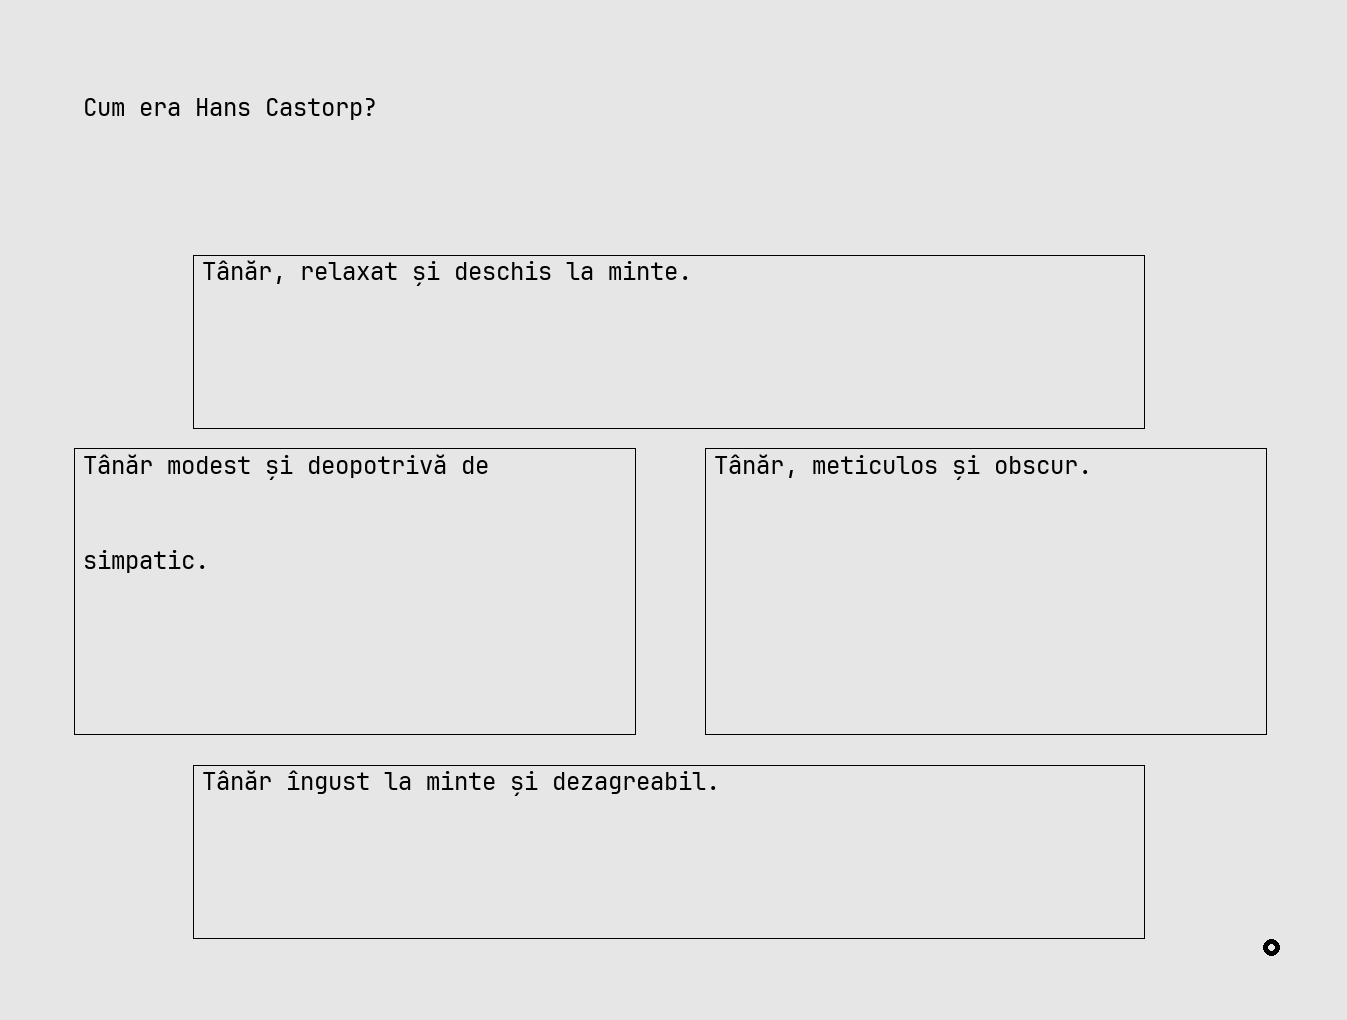 Cum era Hans Castorp?
Tânăr, relaxat și deschis la minte.
Tânăr modest și deopotrivă de
simpatic.
Tânăr, meticulos și obscur.
Tânăr îngust la minte și dezagreabil.